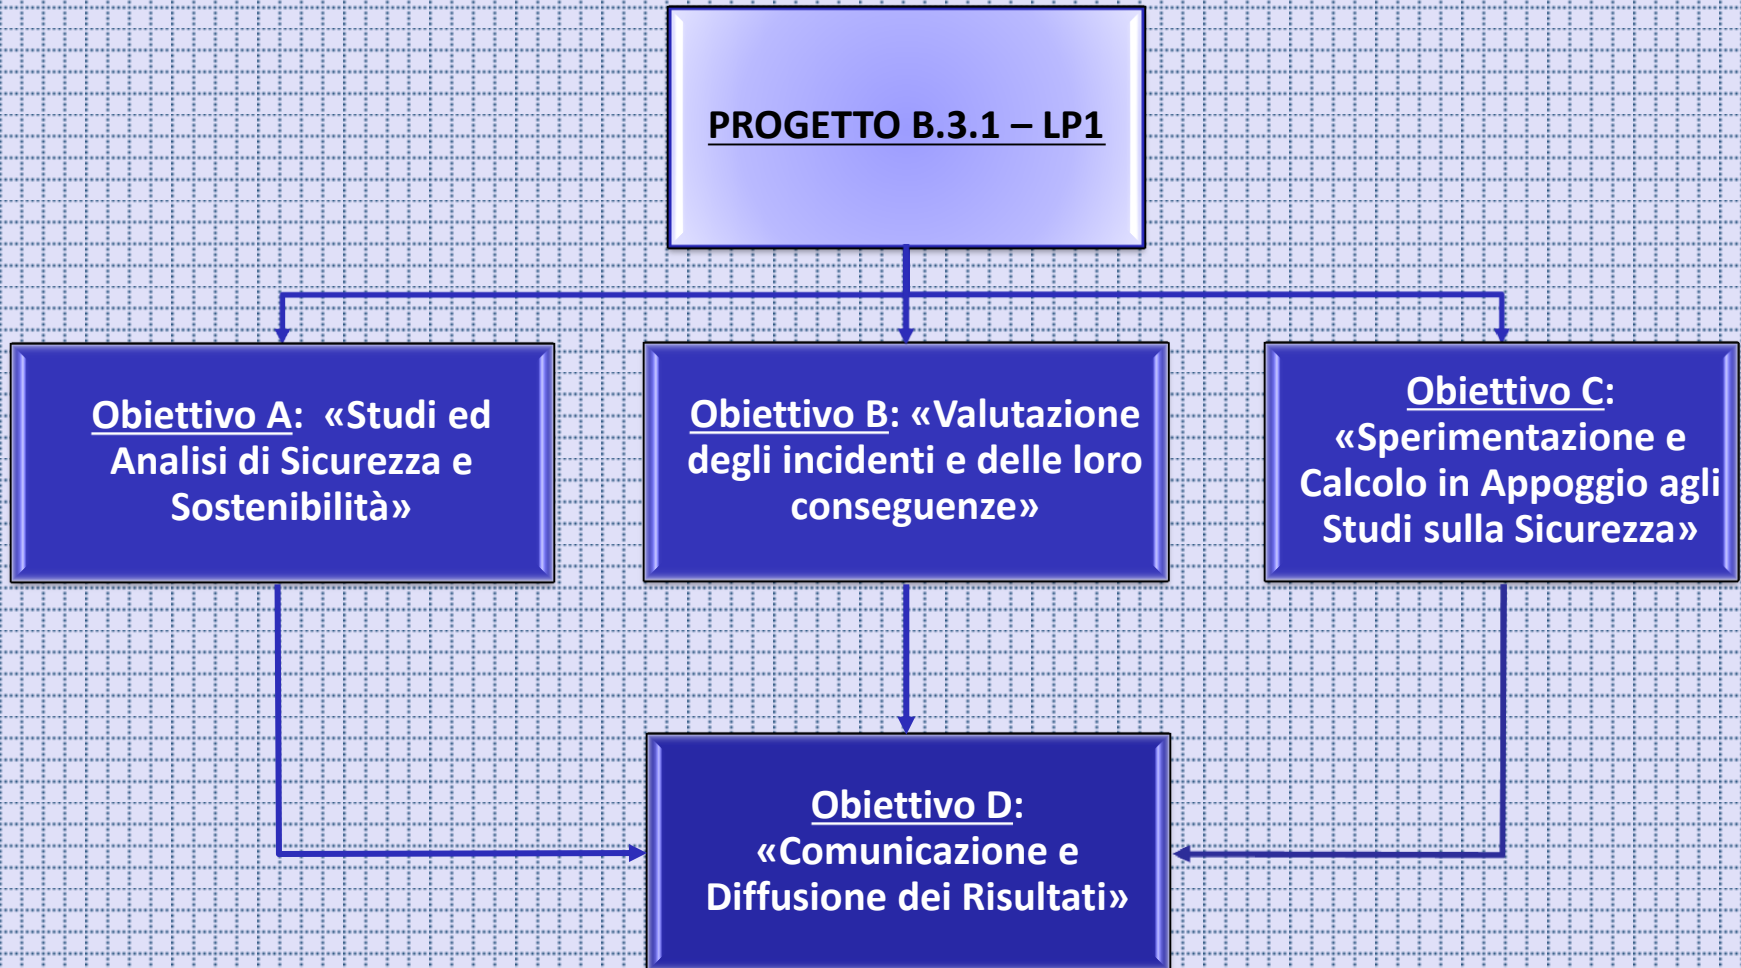 PROGETTO B.3.1 – LP1
Obiettivo A: «Studi ed
Analisi di Sicurezza e
Sostenibilità»
Obiettivo B: «Valutazione
degli incidenti e delle loro
conseguenze»
Obiettivo C:
«Sperimentazione e
Calcolo in Appoggio agli
Studi sulla Sicurezza»
Obiettivo D:
«Comunicazione e
Diffusione dei Risultati»